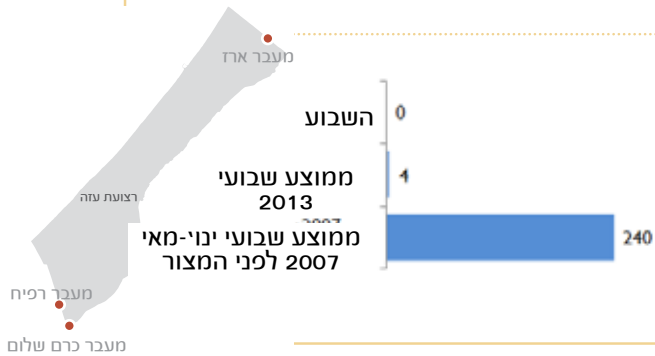 מעבר ארז
רצועת עזה
מעבר רפיח
מעבר כרם שלום
השבוע
0
ממוצע שבועי
2013
4
ממוצע שבועי ינו׳-מאי
2007 לפני המצור
240